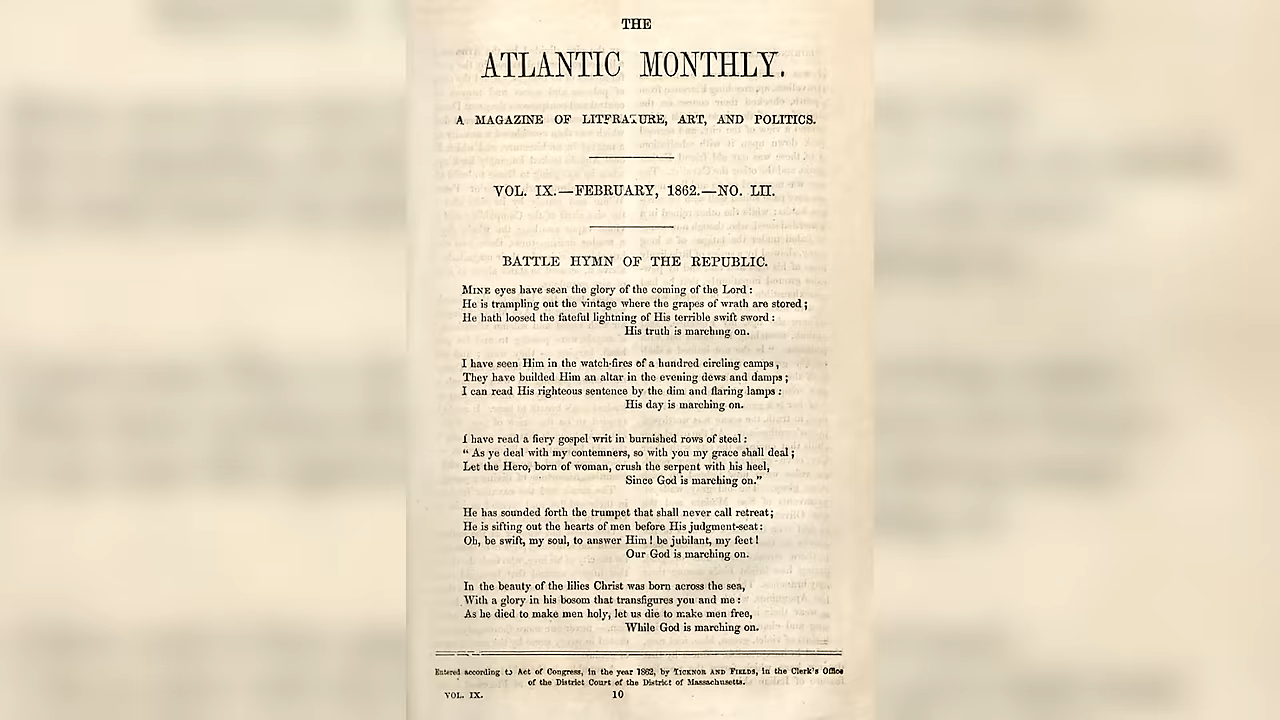 THE
ATLANTIC MONTHLY.
A MAGAZINE OF LITERATURE, ART, AND POLITICS.
VOL. IX.—FEBRUARY, 1862.—NO. LII.
BATTLE HYMN OF THE REPUBLIC.
MINE eyes have seen the glory of the coming of the Lord :
He is trampling out the vintage where the grapes of wrath are stored ;
He hath loosed the fateful lightning of His terrible swift sword :
His truth is marching on.
I have seen Him in the watch-fires of a hundred circling camps ,
They have builded Him an altar in the evening dews and damps ;
I can read His righteous sentence by the dim and flaring lamps :
His day is marching on.
I have read a fiery gospel writ in burnished rows of steel :
“ As ye deal with my contemners, so with you my grace shall deal ;
Let the Hero, born of woman, crush the serpent with his heel,
Since God is marching on.”
He has sounded forth the trumpet that shall never call retreat ;
He is sifting out the hearts of men before His judgment-seat :
Oh, be swift, my soul, to answer Him ! be jubilant, my feet !
Our God is marching on.
In the beauty of the lilies Christ was born across the sea,
With a glory in his bosom that transfigures you and me :
As he died to make men holy, let us die to make men free,
While God is marching on.
Entered according to Act of Congress, in the year 1862, by TICKNOR AND FIELDS, in the Clerk's Office
of the District Court of the District of Massachusetts.
VOL. IX. 10